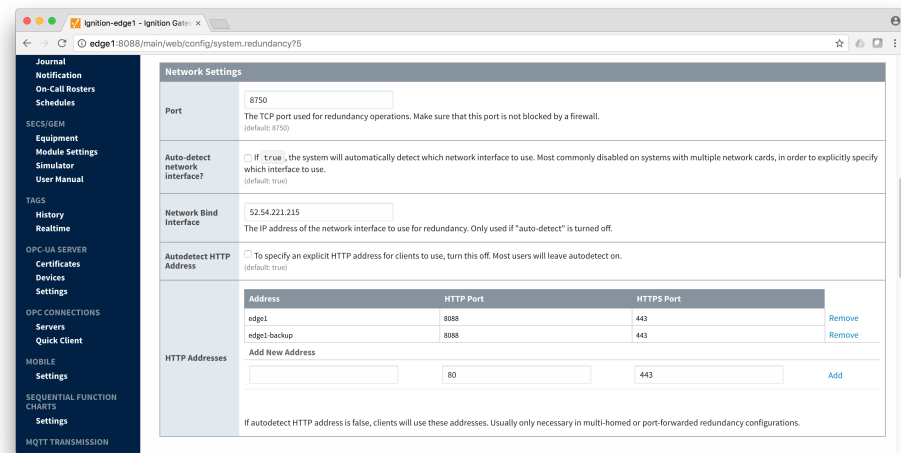 Ignition-edge1 - Ignition Gatew
edge1:8088/main/web/config/system.redundancy?5
Journal
Notification
On-Call Rosters
Schedules
SECS/GEM
Equipment
Module Settings
Simulator
User Manual
TAGS
History
Realtime
OPC-UA SERVER
Certificates
Devices
Settings
OPC CONNECTIONS
Servers
Quick Client
MOBILE
Settings
SEQUENTIAL FUNCTION
CHARTS
Settings
MQTT TRANSMISSION
Network Settings
Port
8750
The TCP port used for redundancy operations. Make sure that this port is not blocked by a firewall.
(default: 8750)
Auto-detect
network
interface?
If true , the system will automatically detect which network interface to use. Most commonly disabled on systems with multiple network cards, in order to explicitly specify
which interface to use.
(default: true)
Network Bind
Interface
52.54.221.215
The IP address of the network interface to use for redundancy. Only used if "auto-detect" is turned off.
Autodetect HTTP
Address
To specify an explicit HTTP address for clients to use, turn this off. Most users will leave autodetect on.
(default: true)
HTTP Addresses
Address HTTP Port HTTPS Port
edge1 8088 443 Remove
edge1-backup 8088 443 Remove
Add New Address
80 443 Add
If autodetect HTTP address is false, clients will use these addresses. Usually only necessary in multi-homed or port-forwarded redundancy configurations.